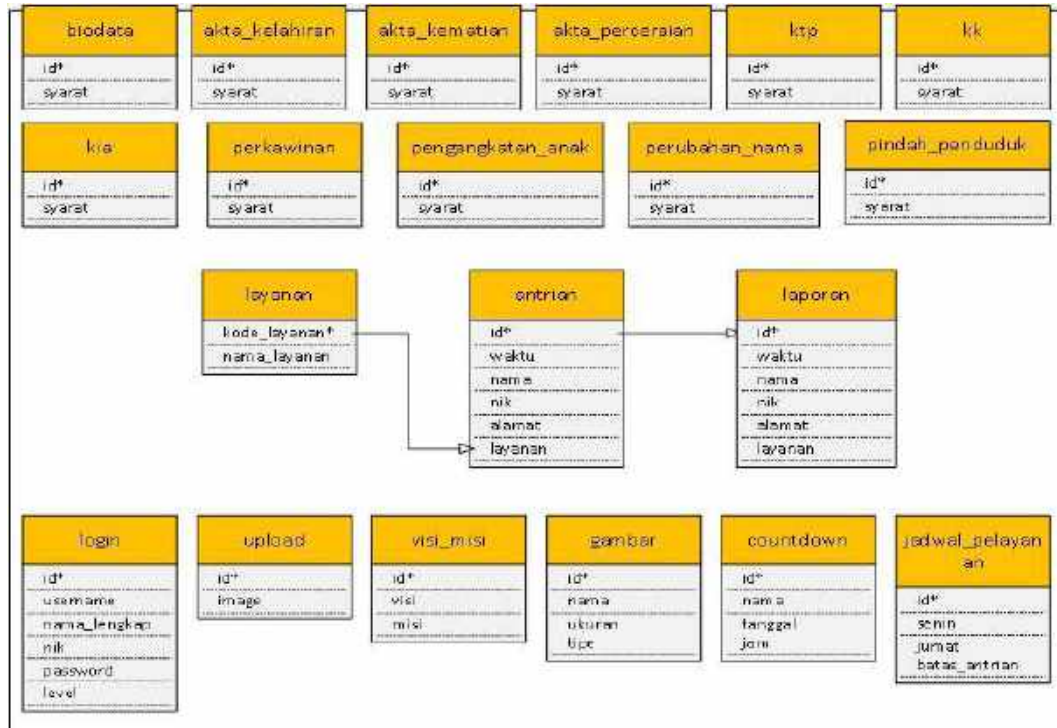 biodata
id*
syarat
akta_kelahiran
id*
syarat
akta_kematian
id*
syarat
akta_perceraian
id*
syarat
ktp
id*
syarat
kk
id*
syarat
kia
id*
syarat
perkawinan
id*
syarat
pengangkatan_anak
id*
syarat
perubahan_nama
id*
syarat
pindah_penduduk
id*
syarat
layanan
kode_layanan*
nama_layanan
antrian
id*
waktu
nama
nik
alamat
layanan
laporan
id*
waktu
nama
nik
alamat
layanan
login
id*
username
nama_lengkap
nik
password
level
upload
id*
image
visi_misi
id*
visi
misi
gambar
id*
nama
ukuran
tipe
countdown
id*
nama
tanggal
jam
jadwal_pelayan
an
id*
senin
jumat
batas_antrian